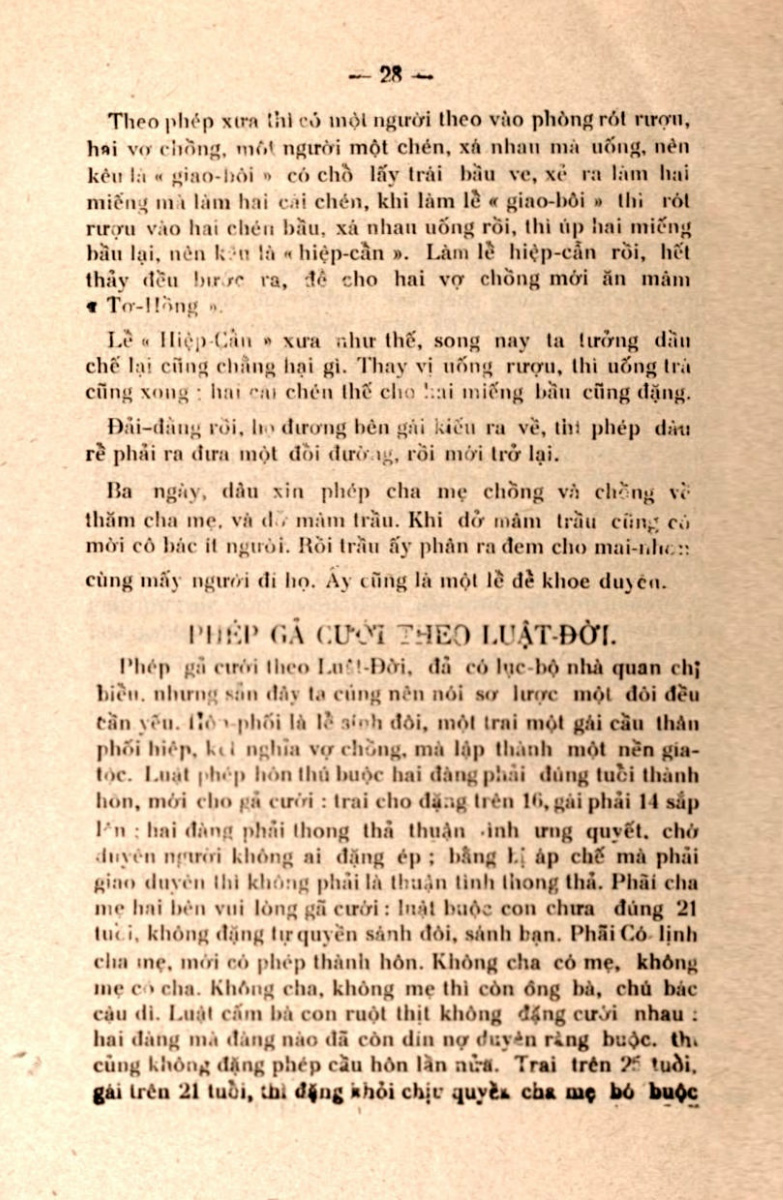 — 28 —
Theo phép xưa thì có một người theo vào phòng rót rượu,
hai vợ chồng, một người một chén, xá nhau mà uống, nên
kêu là « giao-bôi » có chỗ lấy trái bầu ve, xẻ ra làm hai
miếng mà làm hai cái chén, khi làm lễ « giao-bôi » thì rót
rượu vào hai chén bầu, xá nhau uống rồi, thì úp hai miếng
bầu lại, nên kêu là « hiệp-cẩn ». Làm lễ hiệp-cẩn rồi, hết
thảy đều bước ra, để cho hai vợ chồng mới ăn mâm
« Tơ-Hồng ».
Lễ « Hiệp-Cẩn » xưa như thế, song nay ta tưởng dầu
chế lại cũng chẳng hại gì. Thay vị uống rượu, thì uống trà
cũng xong ; hai cái chén thế cho hai miếng bầu cũng đặng.
Đải-đàng rồi, họ đương bên gái kiếu ra về, thì phép dâu
rể phải ra đưa một đổi đường, rồi mới trở lại.
Ba ngày, dâu xin phép cha mẹ chồng và chồng về
thăm cha mẹ, và dở mâm trầu. Khi dở mâm trầu cũng có
mời cô bác ít người. Rồi trầu ấy phân ra đem cho mai-nhơn
cùng mấy người đi họ. Ấy cũng là một lễ để khoe duyên.
PHÉP GẢ CƯỚI THEO LUẬT-ĐỜI.
Phép gả cưới theo Luật-Đời, đã có lục-bộ nhà quan chỉ
biểu, nhưng sẵn đây ta cũng nên nói sơ lược một đôi đều
cần yếu. Hôn phối là lễ sánh đôi, một trai một gái cầu thân
phối hiệp, kết nghĩa vợ chồng, mà lập thành một nền gia-
tộc. Luật phép hôn thú buộc hai đàng phải đúng tuổi thành
hôn, mới cho gả cưới : trai cho đặng trên 16, gái phải 14 sắp
lên ; hai đàng phải thong thả thuận tình ưng quyết, chớ
duyên người không ai đặng ép ; bằng bị áp chế mà phải
giao duyên thì không phải là thuận tình thong thả. Phải cha
mẹ hai bên vui lòng gả cưới : luật buộc con chưa đúng 21
tuổi, không đặng tự quyền sánh đôi, sánh bạn. Phải Có lịnh
cha mẹ, mới có phép thành hôn. Không cha có mẹ, không
mẹ có cha. Không cha, không mẹ thì còn ông bà, chú bác
cậu dì. Luật cấm bà con ruột thịt không đặng cưới nhau ;
hai đàng mà đàng nào đã còn dín nợ duyên ràng buộc, thì
củng không đặng phép cầu hôn lần nửa. Trai trên 25 tuổi,
gái trên 21 tuổi, thì đặng khỏi chịu quyền cha mẹ bó buộc